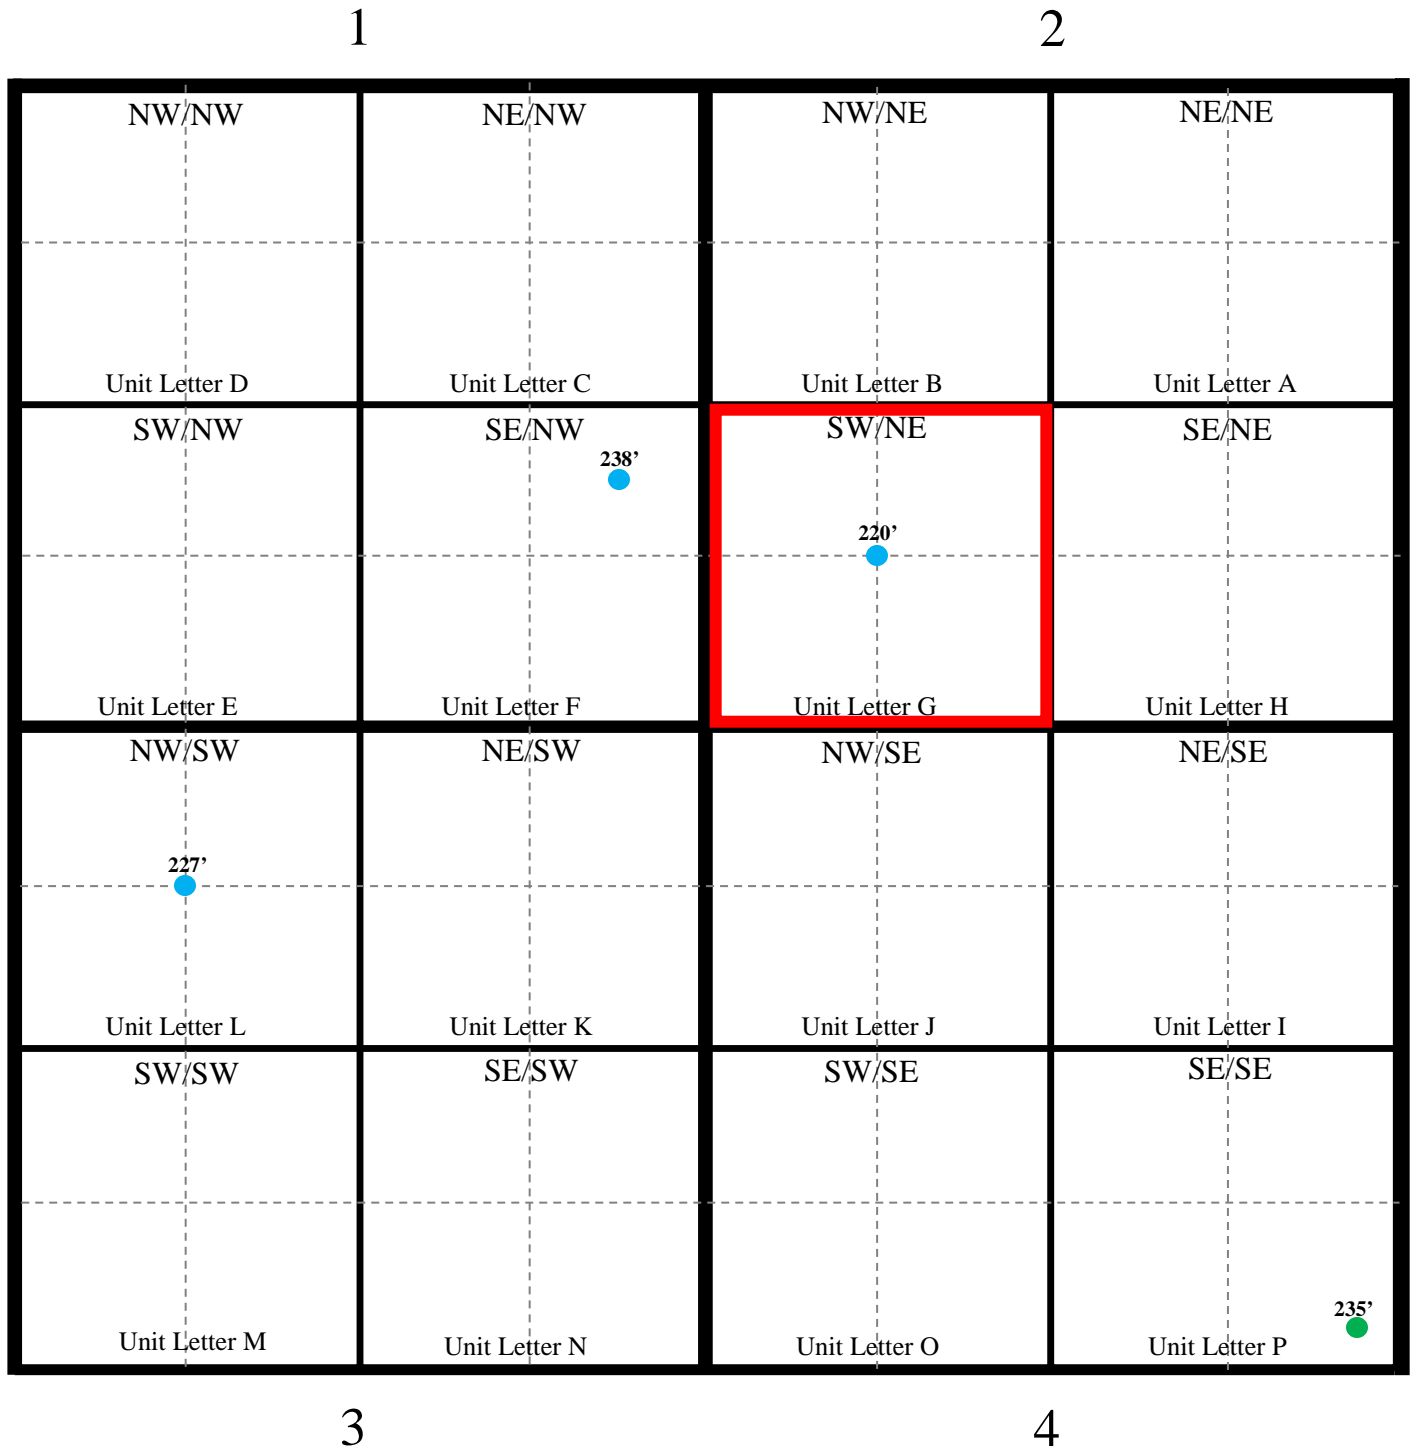 1 2
NW/NW NE/NW NW/NE NE/NE
Unit Letter D Unit Letter C Unit Letter B Unit Letter A
SW/NW SE/NW SW/NE SE/NE
238’
220’
Unit Letter E Unit Letter F Unit Letter G Unit Letter H
NW/SW NE/SW NW/SE NE/SE
227’
Unit Letter L Unit Letter K Unit Letter J Unit Letter I
SW/SW SE/SW SW/SE SE/SE
235’
Unit Letter M Unit Letter N Unit Letter O Unit Letter P
3 4